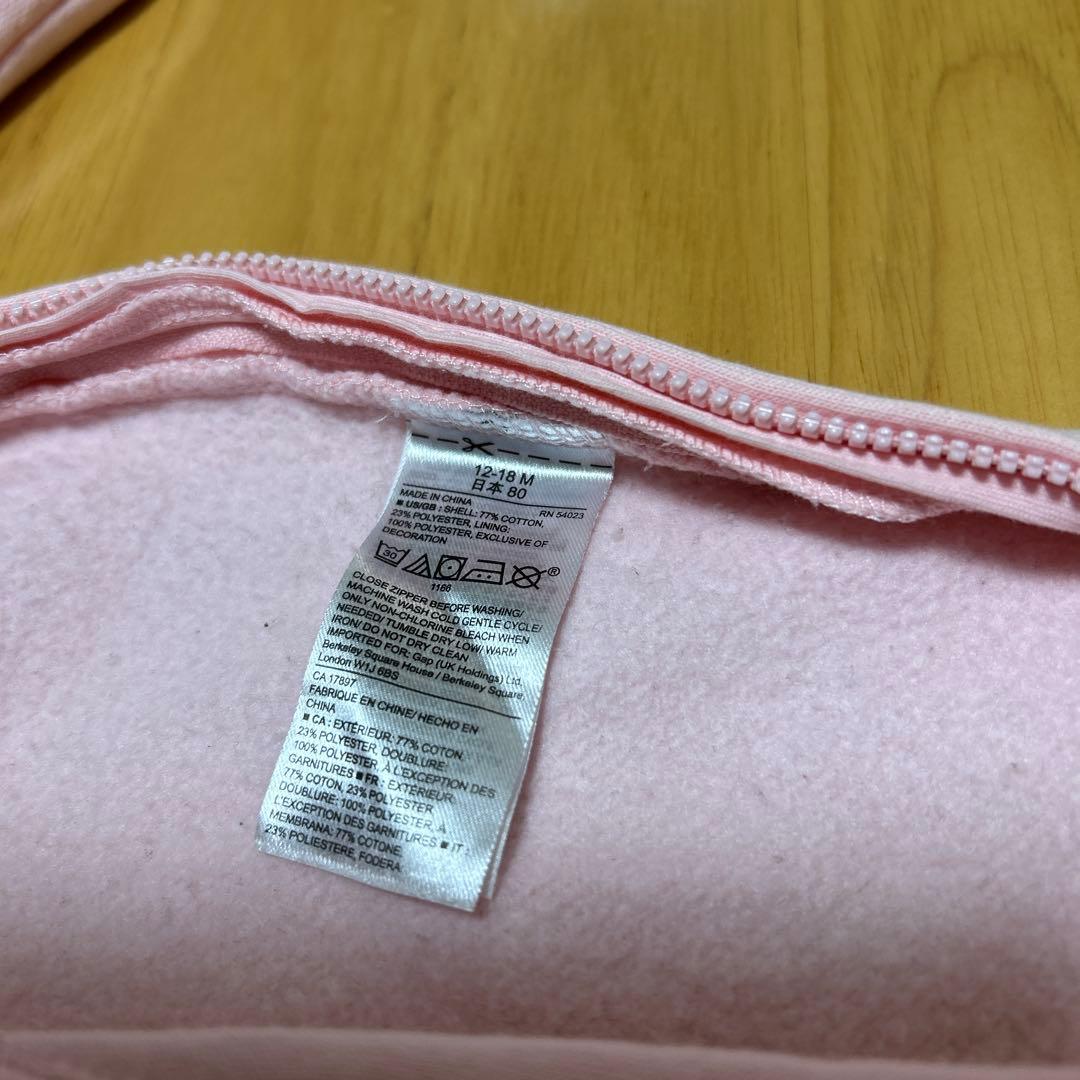 12-18 M
日本 80
MADE IN CHINA RN 54023
■ US/GB : SHELL: 77% COTTON,
23% POLYESTER, LINING:
100% POLYESTER, EXCLUSIVE OF
DECORATION
30
1166
®
CLOSE ZIPPER BEFORE WASHING/
MACHINE WASH COLD GENTLE CYCLE/
ONLY NON-CHLORINE BLEACH WHEN
NEEDED/ TUMBLE DRY LOW/ WARM
IRON/ DO NOT DRY CLEAN
IMPORTED FOR: Gap (UK Holdings) Ltd,
Berkeley Square House / Berkeley Square,
London W1J 6BS
CA 17897
FABRIQUE EN CHINE/ HECHO EN
CHINA
■ CA : EXTÉRIEUR: 77% COTON,
23% POLYESTER, DOUBLURE:
100% POLYESTER, À L'EXCEPTION DES
GARNITURES ■ FR : EXTÉRIEUR:
77% COTON, 23% POLYESTER,
DOUBLURE: 100% POLYESTER, À
L'EXCEPTION DES GARNITURES ■ IT :
MEMBRANA: 77% COTONE,
23% POLIESTERE, FODERA: